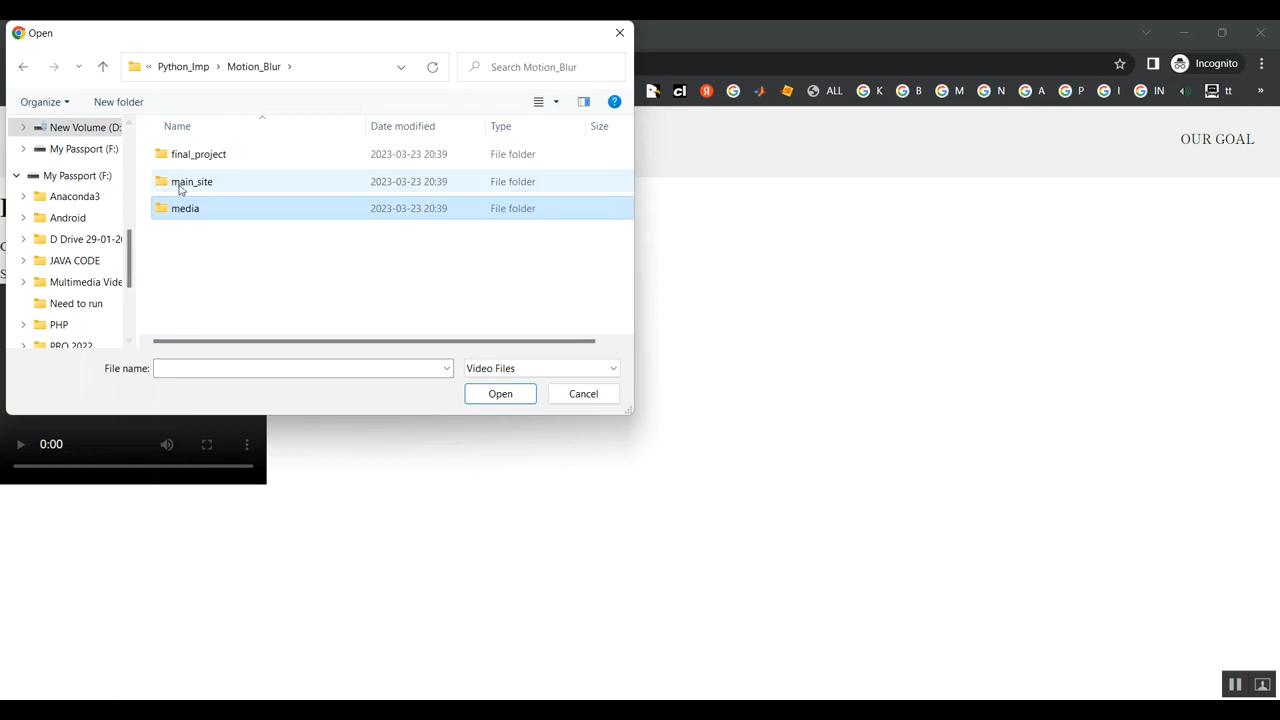 Open
Incognito
« Python_Imp > Motion_Blur >
Search Motion_Blur
Organize
New folder
ALL K B M N A P I IN tt »
New Volume (D:
My Passport (F:)
My Passport (F:)
Anaconda3
Android
D Drive 29-01-20
JAVA CODE
Multimedia Vide
Need to run
PHP
PRO 2022
Name Date modified Type Size
final_project 2023-03-23 20:39 File folder
main_site 2023-03-23 20:39 File folder
media 2023-03-23 20:39 File folder
OUR GOAL
File name:
Video Files
Open
Cancel
0:00